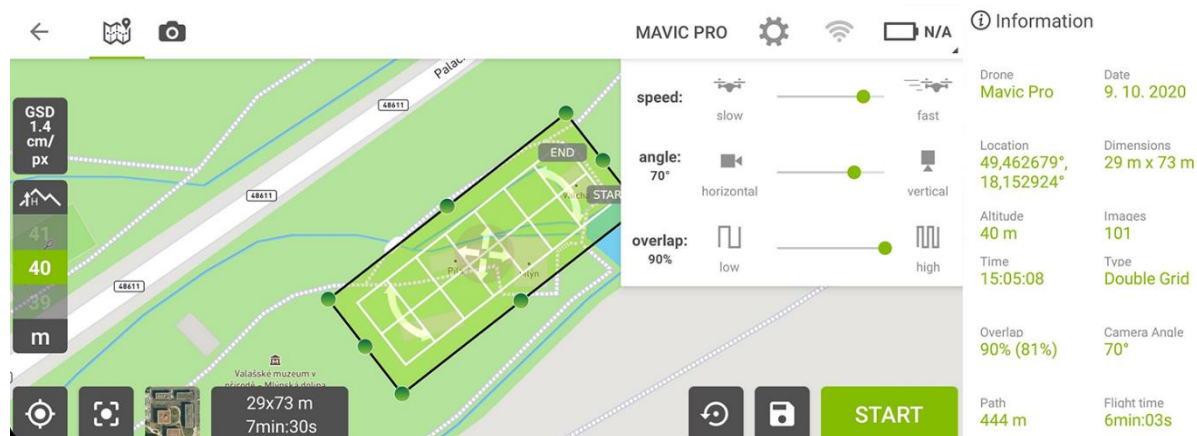 MAVIC PRO
N/A
GSD
1.4
cm/
px
H
41
40
39
m
48611
48611
48611
END
START
Valašské muzeum v
přírodě – Mlýnská dolina
29x73 m
7min:30s
speed:
slow
fast
angle:
70°
horizontal
vertical
overlap:
90%
low
high
START
Information
Drone
Mavic Pro
Date
9. 10. 2020
Location
49,462679°,
18,152924°
Dimensions
29 m x 73 m
Altitude
40 m
Images
101
Time
15:05:08
Type
Double Grid
Overlap
90% (81%)
Camera Angle
70°
Path
444 m
Flight time
6min:03s